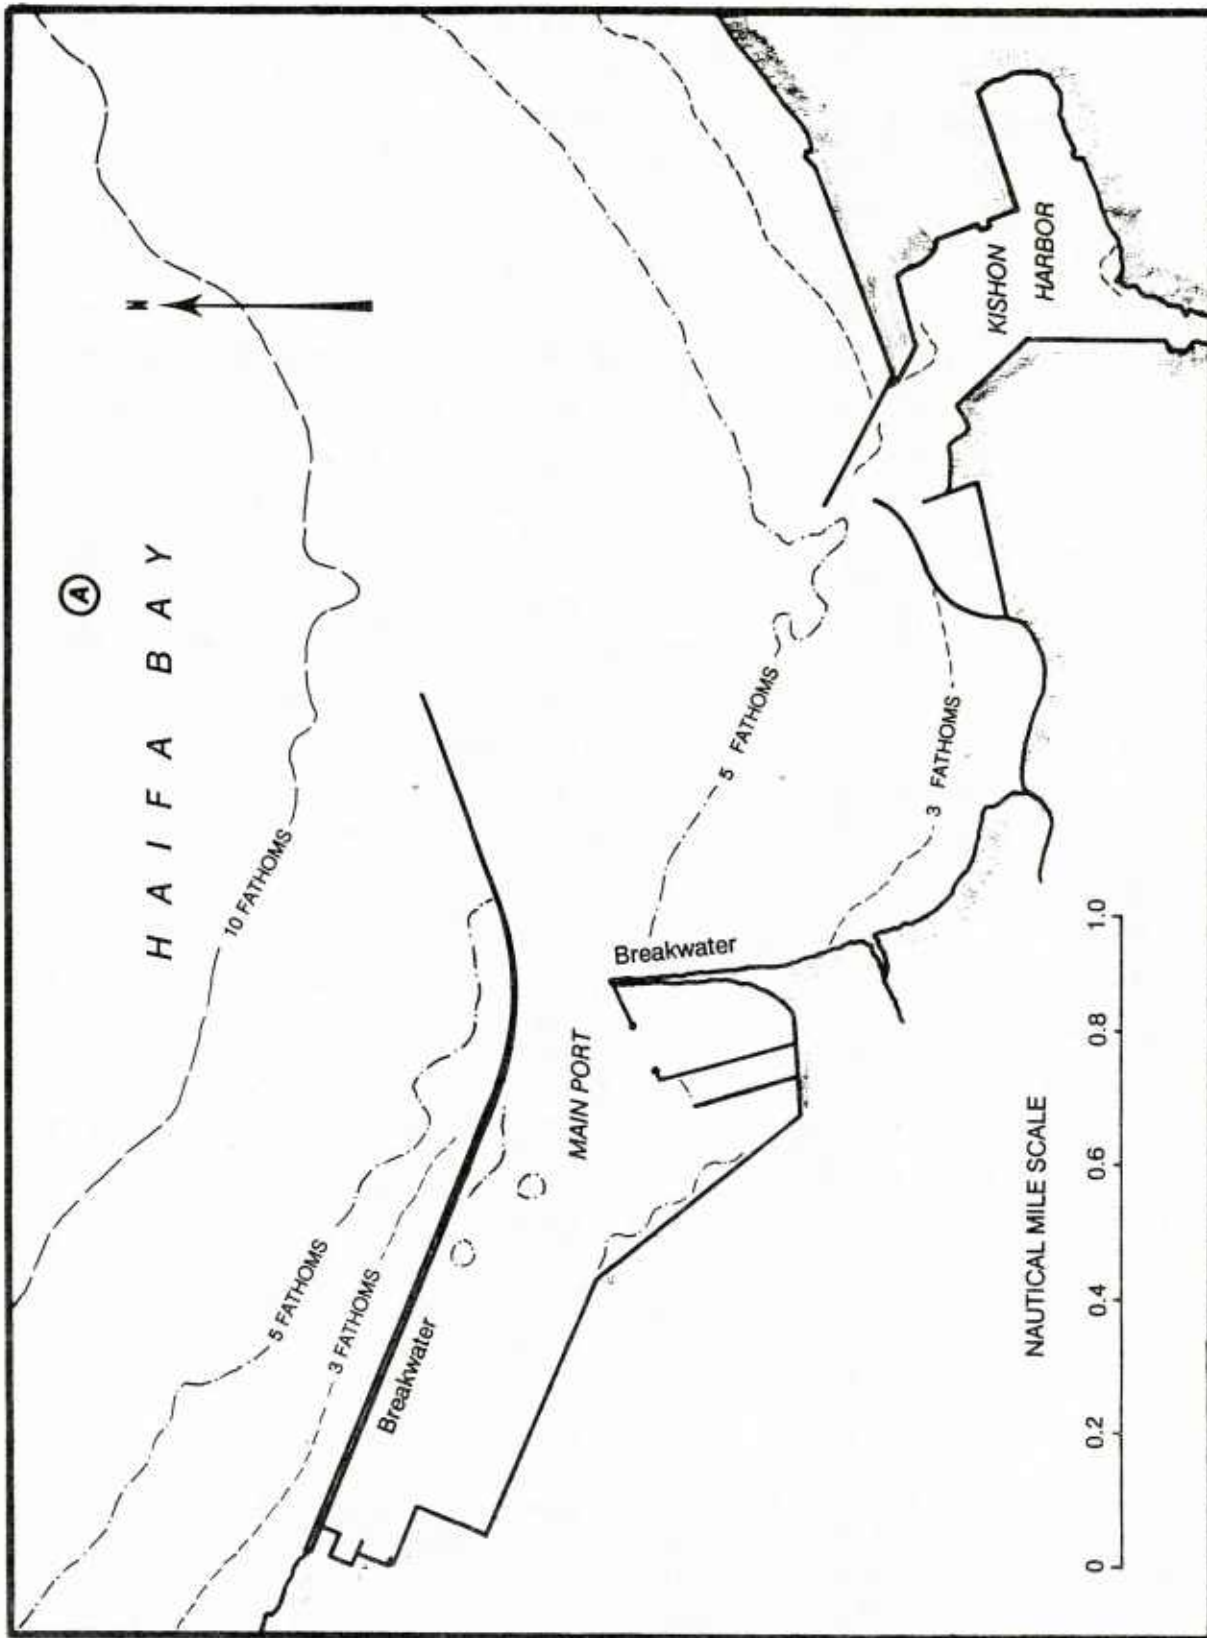 N
A
HAIFA BAY
10 FATHOMS
5 FATHOMS
3 FATHOMS
Breakwater
MAIN PORT
Breakwater
5 FATHOMS
3 FATHOMS
KISHON
HARBOR
NAUTICAL MILE SCALE
0 0.2 0.4 0.6 0.8 1.0